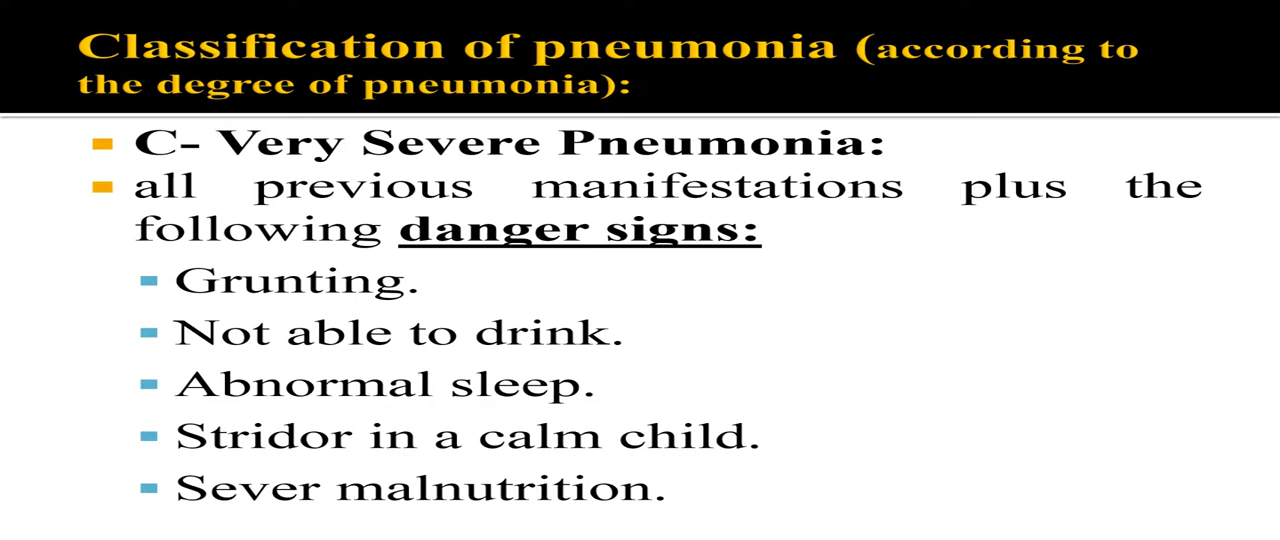 Classification of pneumonia (according to
the degree of pneumonia):
C- Very Severe Pneumonia:
all previous manifestations plus the
following danger signs:
Grunting.
Not able to drink.
Abnormal sleep.
Stridor in a calm child.
Sever malnutrition.